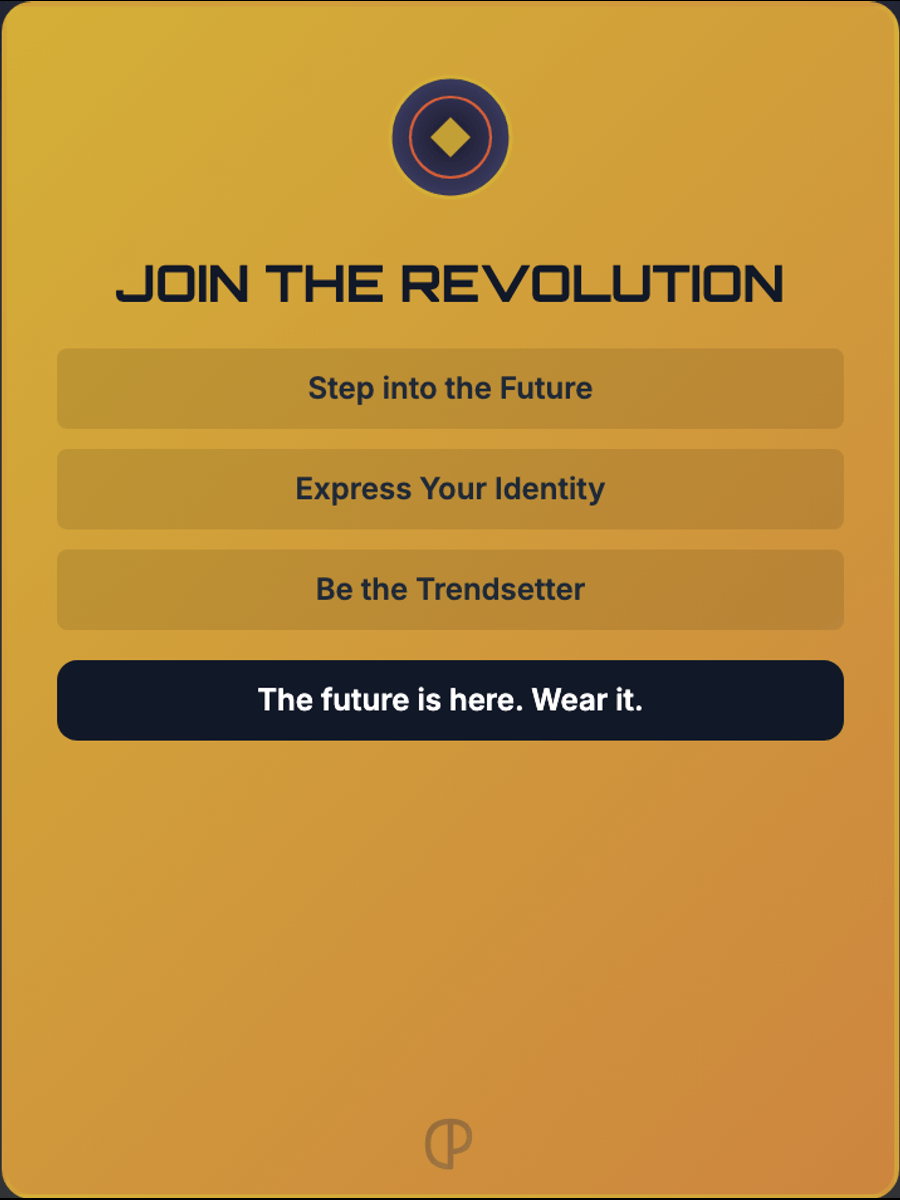 JOIN THE REVOLUTION
Step into the Future
Express Your Identity
Be the Trendsetter
The future is here. Wear it.